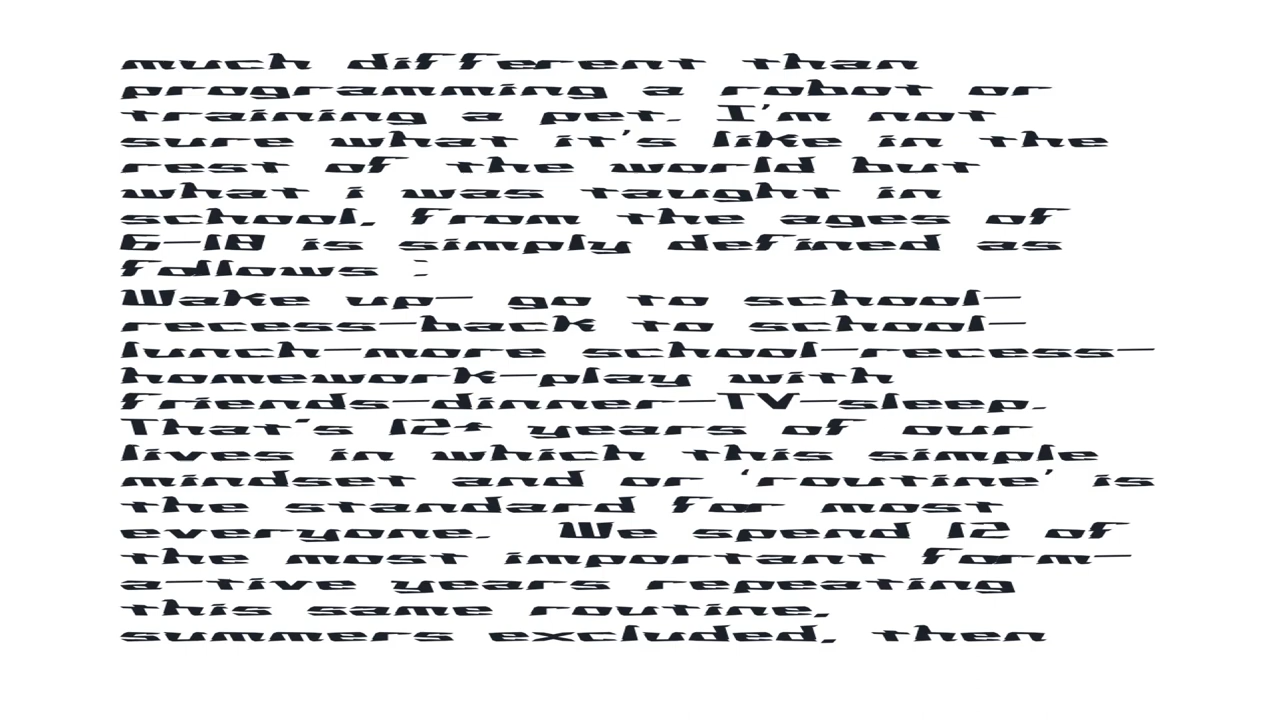 much different than
programming a robot or
training a pet. I'm not
sure what it's like in the
rest of the world but
what i was taught in
school, from the ages of
6-18 is simply defined as
follows :
Wake up- go to school-
recess-back to school-
lunch-more school-recess-
homework-play with
friends-dinner-TV-sleep.
That's 12+ years of our
lives in which this simple
mindset and or 'routine' is
the standard for most
everyone.  We spend 12 of
the most important form-
a-tive years repeating
this same routine,
summers excluded, then